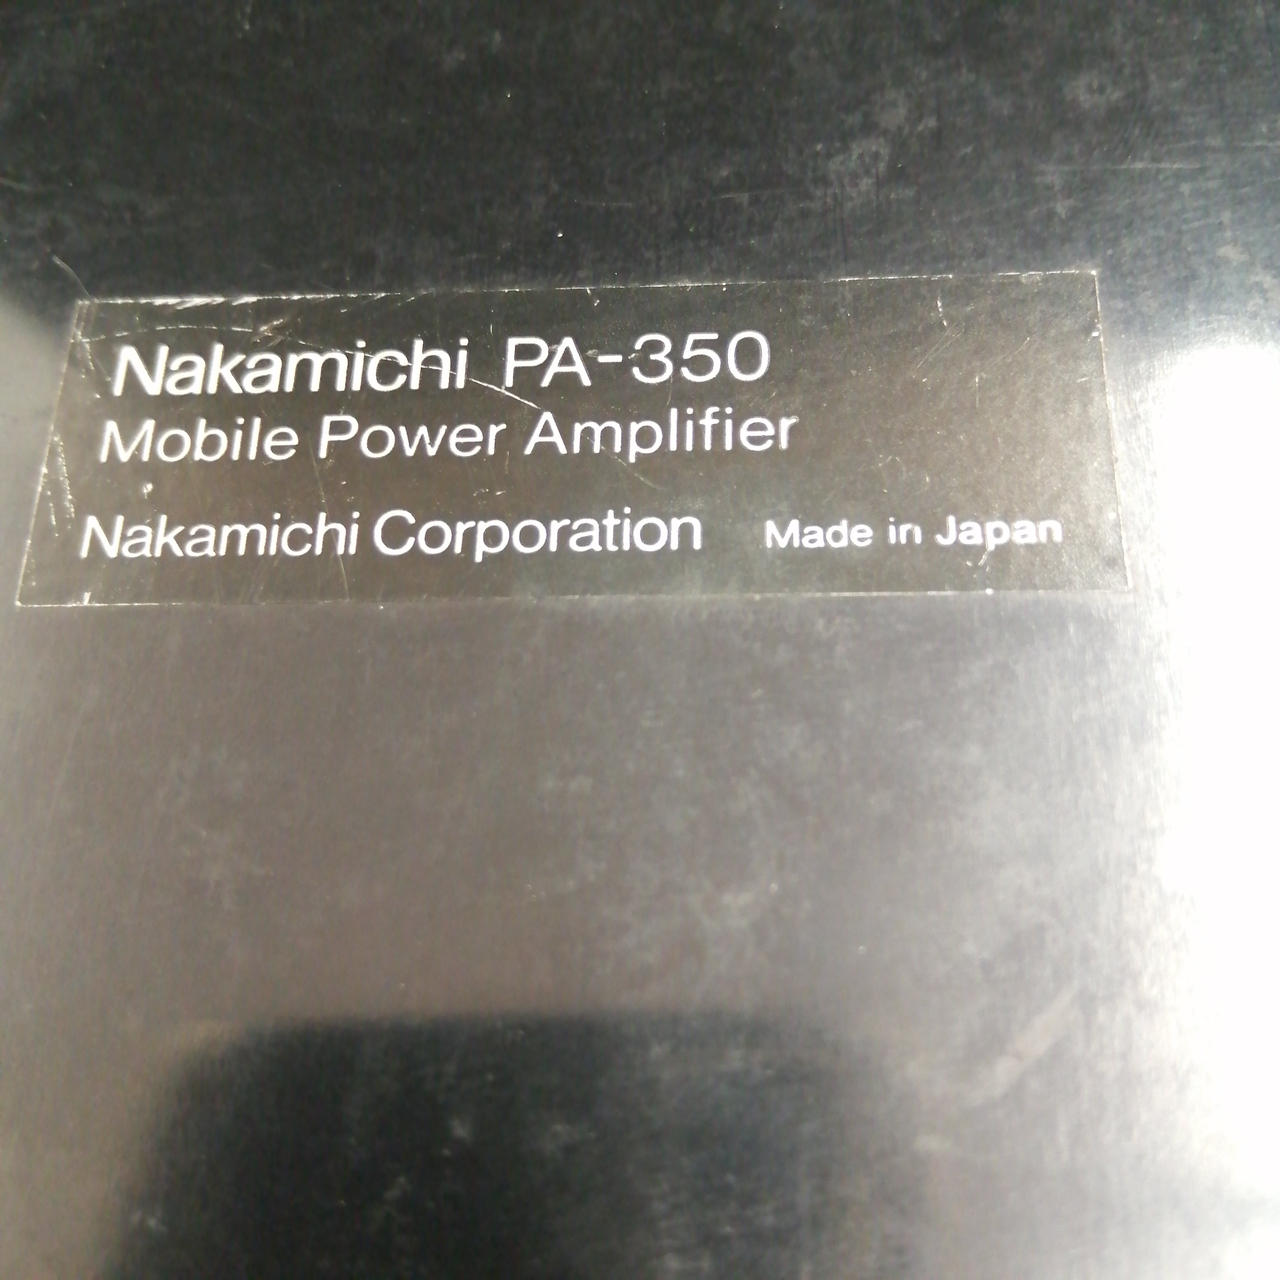 Nakamichi PA-350
Mobile Power Amplifier
Nakamichi Corporation Made in Japan